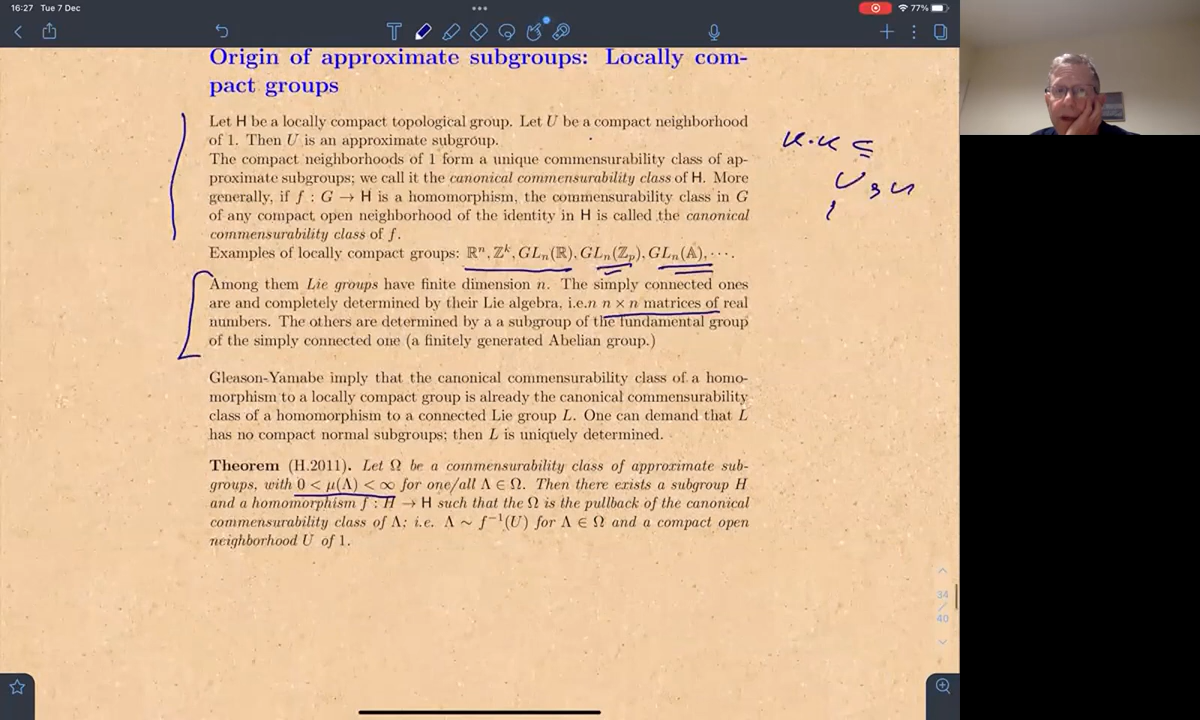 16:27 Tue 7 Dec
77%
Origin of approximate subgroups: Locally com-
pact groups
Let H be a locally compact topological group. Let U be a compact neighborhood
of 1. Then U is an approximate subgroup.
The compact neighborhoods of 1 form a unique commensurability class of ap-
proximate subgroups; we call it the canonical commensurability class of H. More
generally, if f : G → H is a homomorphism, the commensurability class in G
of any compact open neighborhood of the identity in H is called the canonical
commensurability class of f.
Examples of locally compact groups: ℝⁿ, ℤᵏ, GLₙ(ℝ), GLₙ(ℤₚ), GLₙ(𝔸), ⋯.
Among them Lie groups have finite dimension n. The simply connected ones
are and completely determined by their Lie algebra, i.e.n n × n matrices of real
numbers. The others are determined by a a subgroup of the fundamental group
of the simply connected one (a finitely generated Abelian group.)
Gleason-Yamabe imply that the canonical commensurability class of a homo-
morphism to a locally compact group is already the canonical commensurability
class of a homomorphism to a connected Lie group L. One can demand that L
has no compact normal subgroups; then L is uniquely determined.
Theorem (H.2011). Let Ω be a commensurability class of approximate sub-
groups, with 0 < μ(Λ) < ∞ for one/all Λ ∈ Ω. Then there exists a subgroup H
and a homomorphism f : H → H such that the Ω is the pullback of the canonical
commensurability class of Λ; i.e. Λ ∼ f⁻¹(U) for Λ ∈ Ω and a compact open
neighborhood U of 1.
34
/
40